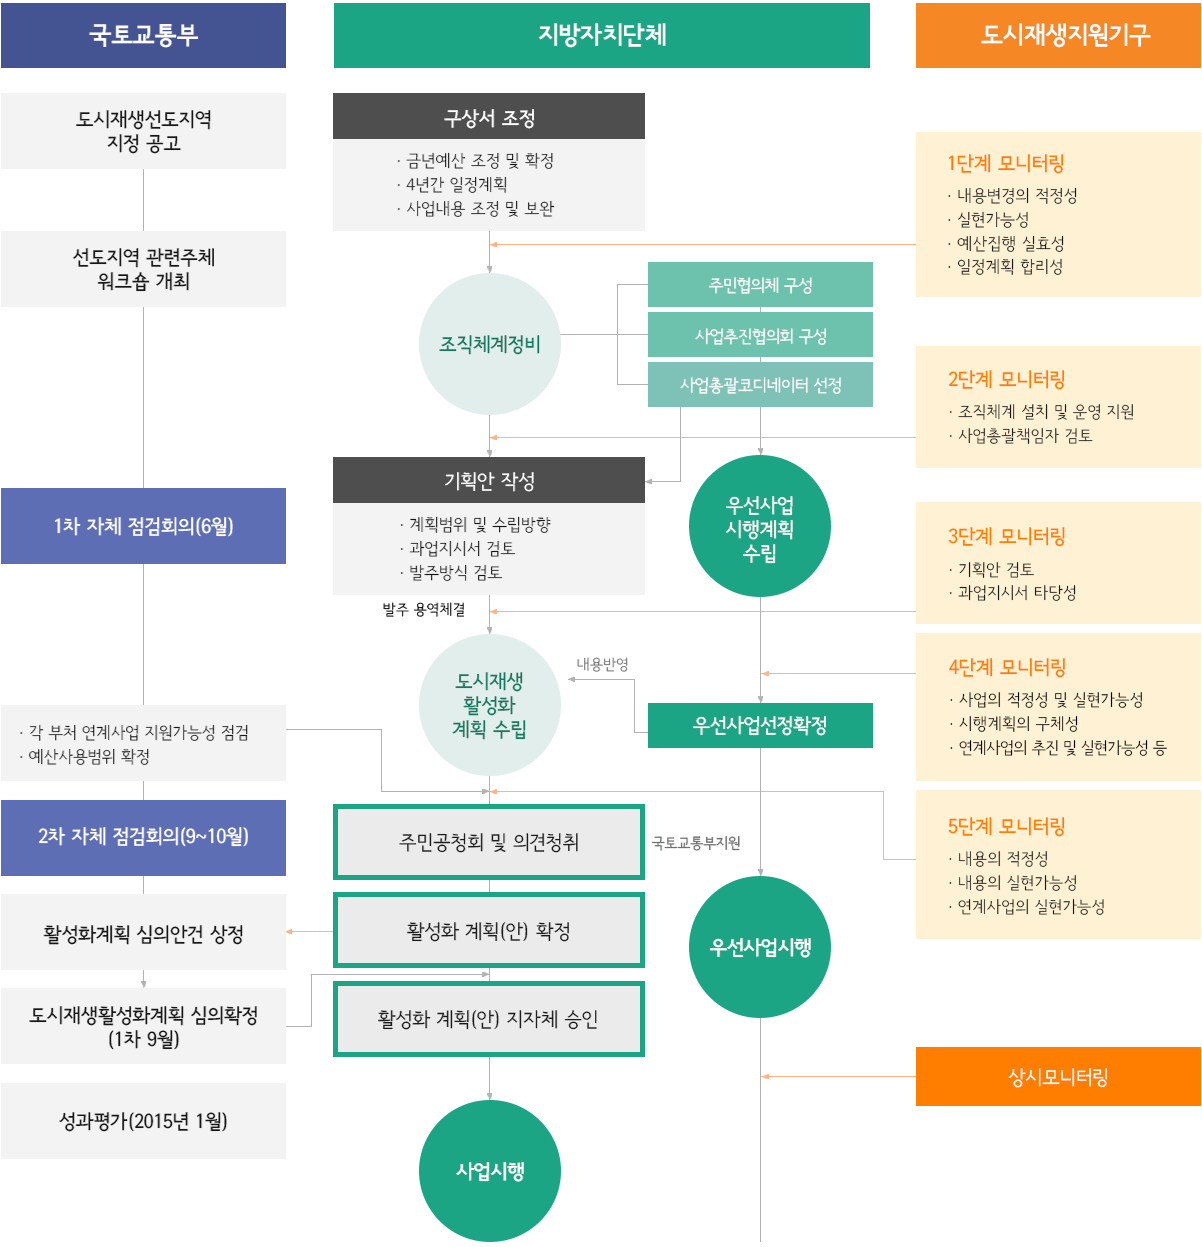 국토교통부
도시재생선도지역
지정 공고
선도지역 관련주체
워크숍 개최
1차 자체 점검회의(6월)
· 각 부처 연계사업 지원가능성 점검
· 예산사용범위 확정
2차 자체 점검회의(9~10월)
활성화계획 심의안건 상정
도시재생활성화계획 심의확정
(1차 9월)
성과평가(2015년 1월)
지방자치단체
구상서 조정
· 금년예산 조정 및 확정
· 4년간 일정계획
· 사업내용 조정 및 보완
조직체계정비
주민협의체 구성
사업추진협의회 구성
사업총괄코디네이터 선정
기획안 작성
· 계획범위 및 수립방향
· 과업지시서 검토
· 발주방식 검토
우선사업
시행계획
수립
발주 용역체결
도시재생
활성화
계획 수립
내용반영
우선사업선정확정
주민공청회 및 의견청취
국토교통부지원
활성화 계획(안) 확정
우선사업시행
활성화 계획(안) 지자체 승인
사업시행
도시재생지원기구
1단계 모니터링
· 내용변경의 적정성
· 실현가능성
· 예산집행 실효성
· 일정계획 합리성
2단계 모니터링
· 조직체계 설치 및 운영 지원
· 사업총괄책임자 검토
3단계 모니터링
· 기획안 검토
· 과업지시서 타당성
4단계 모니터링
· 사업의 적정성 및 실현가능성
· 시행계획의 구체성
· 연계사업의 추진 및 실현가능성 등
5단계 모니터링
· 내용의 적정성
· 내용의 실현가능성
· 연계사업의 실현가능성
상시모니터링